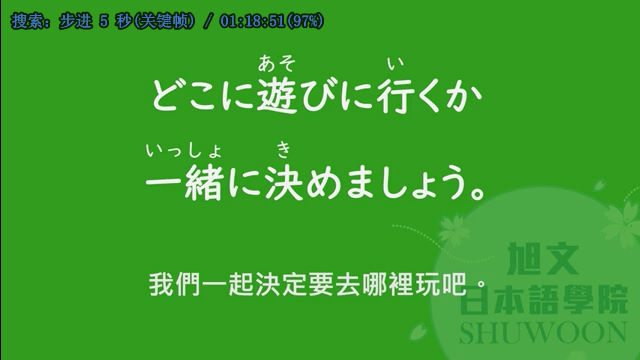 搜索: 步进 5 秒(关键帧) / 01:18:51(97%)
あそ い
どこに遊びに行くか
いっしょ き
一緒に決めましょう。
我們一起決定要去哪裡玩吧。
旭文
日本語學院
SHUWOON